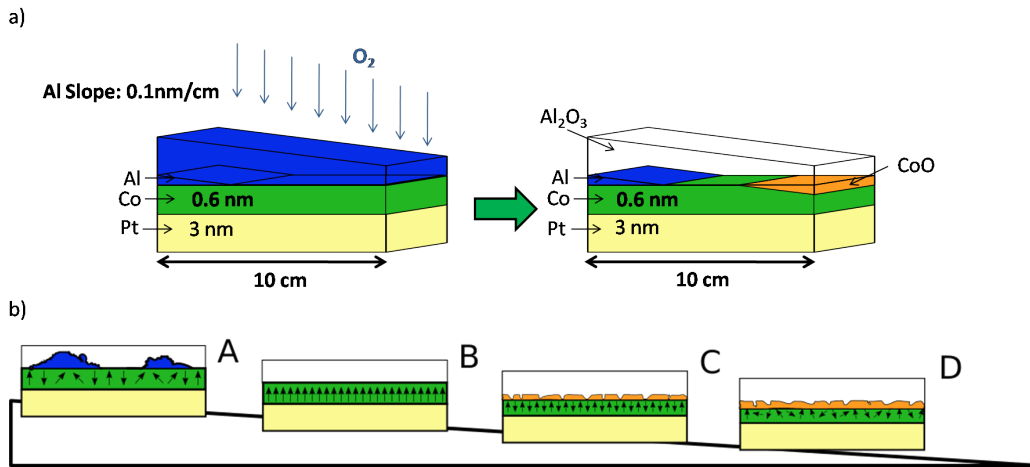 a)
O₂
Al Slope: 0.1nm/cm
Al₂O₃
CoO
Al
Co
0.6 nm
Pt
3 nm
10 cm
Al
Co
0.6 nm
Pt
3 nm
10 cm
b)
A
B
C
D